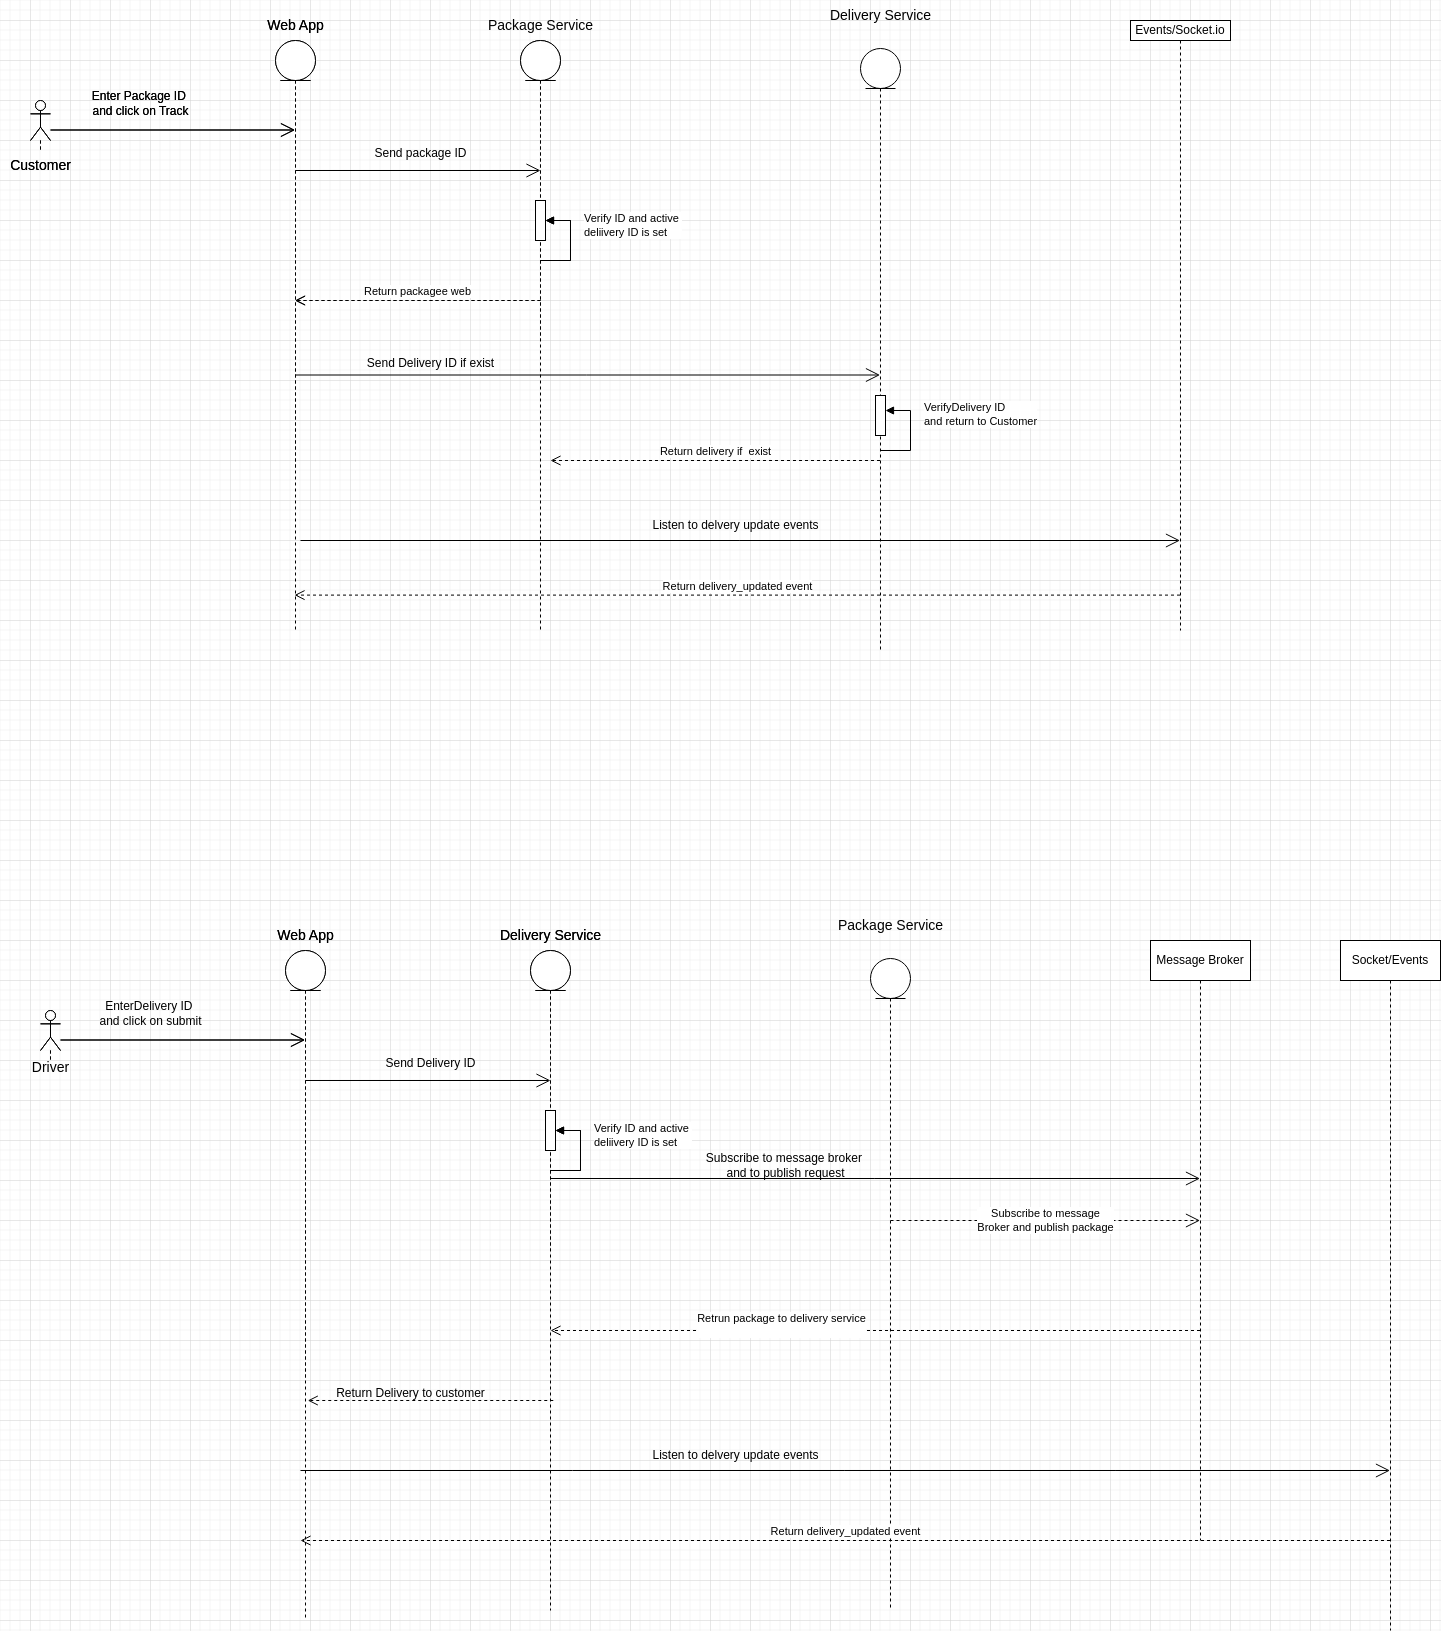 Web App
Package Service
Delivery Service
Events/Socket.io
Enter Package ID
and click on Track
Customer
Send package ID
Verify ID and active
deliivery ID is set
Return packagee web
Send Delivery ID if exist
VerifyDelivery ID
and return to Customer
Return delivery if  exist
Listen to delvery update events
Return delivery_updated event
Web App
Delivery Service
Package Service
Message Broker
Socket/Events
EnterDelivery ID
and click on submit
Driver
Send Delivery ID
Verify ID and active
deliivery ID is set
Subscribe to message broker
and to publish request
Subscribe to message
Broker and publish package
Retrun package to delivery service
Return Delivery to customer
Listen to delvery update events
Return delivery_updated event